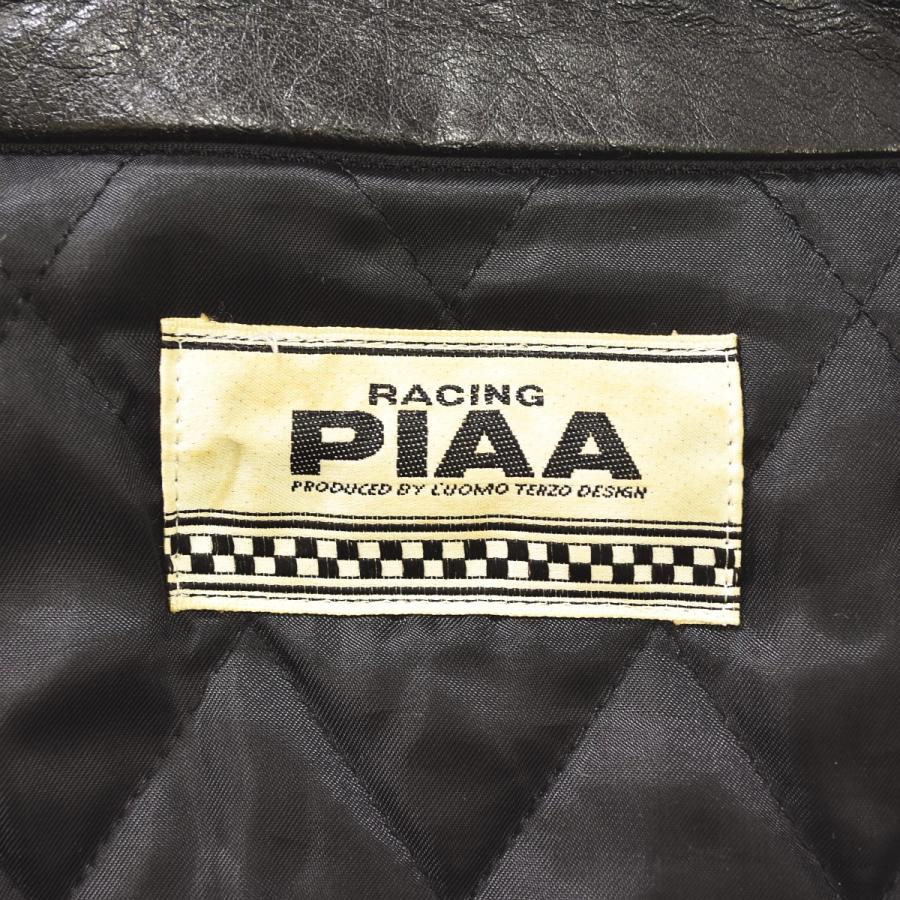 RACING
PIAA
PRODUCED BY L'UOMO TERZO DESIGN